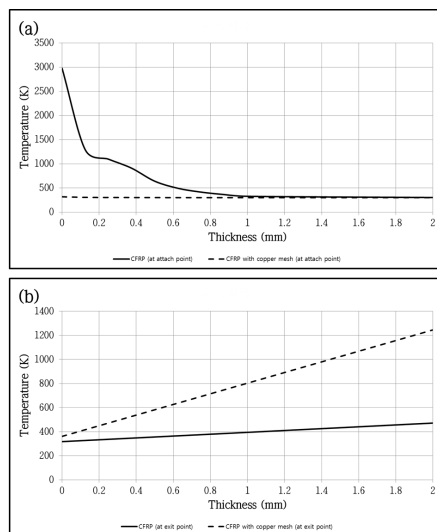 (a)
3500
3000
2500
2000
1500
1000
500
0
Temperature (K)
0 0.2 0.4 0.6 0.8 1 1.2 1.4 1.6 1.8 2
Thickness (mm)
CFRP (at attach point) CFRP with copper mesh (at attach point)
(b)
1400
1200
1000
800
600
400
200
0
Temperature (K)
0 0.2 0.4 0.6 0.8 1 1.2 1.4 1.6 1.8 2
Thickness (mm)
CFRP (at exit point) CFRP with copper mesh (at exit point)